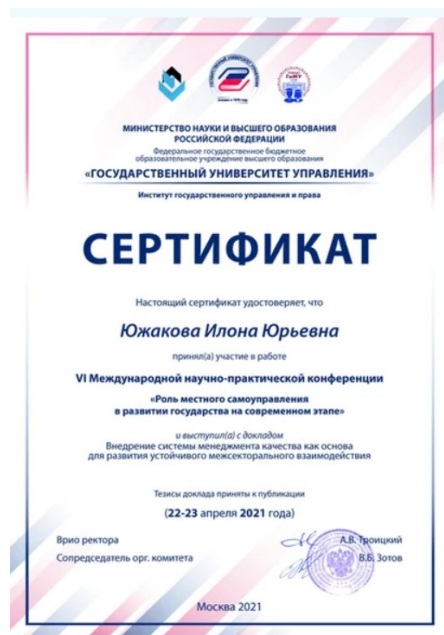 МИНИСТЕРСТВО НАУКИ И ВЫСШЕГО ОБРАЗОВАНИЯ
РОССИЙСКОЙ ФЕДЕРАЦИИ
Федеральное государственное бюджетное
образовательное учреждение высшего образования
«ГОСУДАРСТВЕННЫЙ УНИВЕРСИТЕТ УПРАВЛЕНИЯ»
Институт государственного управления и права
СЕРТИФИКАТ
Настоящий сертификат удостоверяет, что
Южакова Илона Юрьевна
принял(а) участие в работе
VI Международной научно-практической конференции
«Роль местного самоуправления
в развитии государства на современном этапе»
и выступил(а) с докладом
Внедрение системы менеджмента качества как основа
для развития устойчивого межсекторального взаимодействия
Тезисы доклада приняты к публикации
(22-23 апреля 2021 года)
Врио ректора А.В. Троицкий
Сопредседатель орг. комитета В.Б. Зотов
Москва 2021